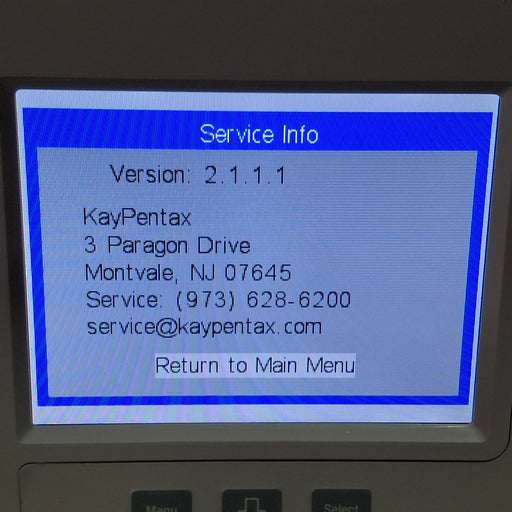 Service Info
Version: 2.1.1.1
KayPentax
3 Paragon Drive
Montvale, NJ 07645
Service: (973) 628-6200
service@kaypentax.com
Return to Main Menu
Menu
Select